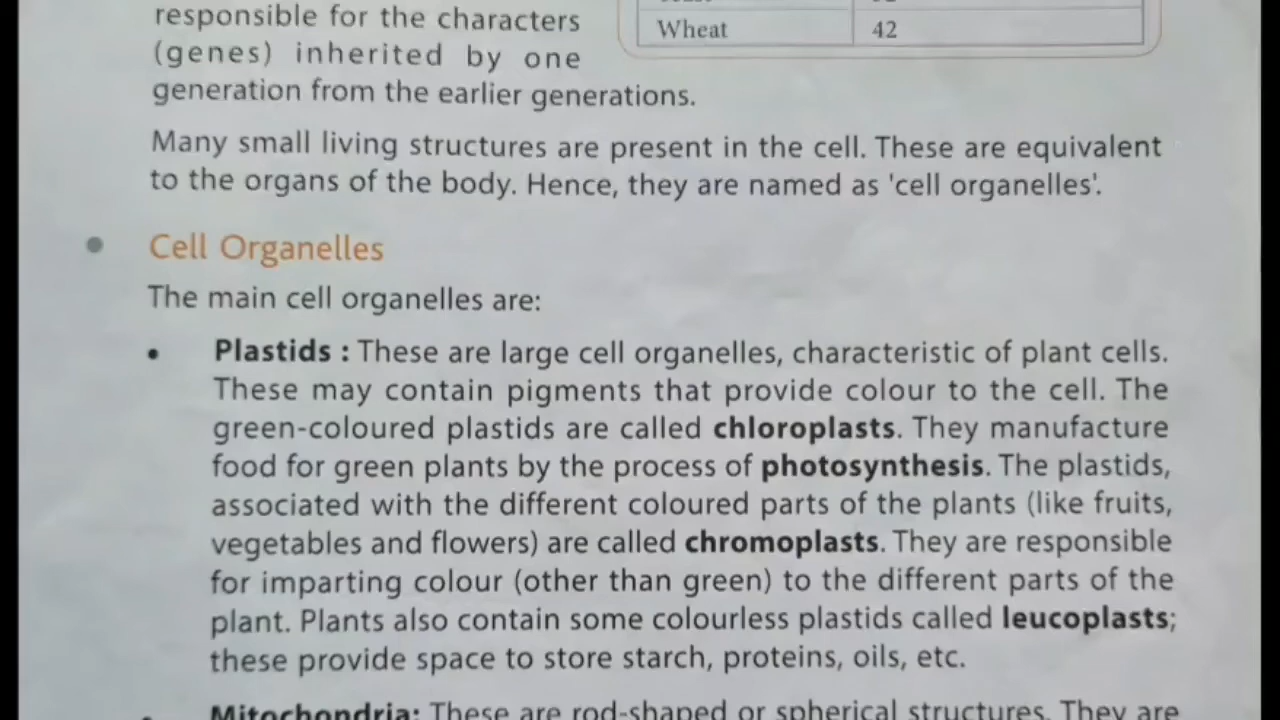 responsible for the characters
(genes) inherited by one
generation from the earlier generations.
Wheat 42
Many small living structures are present in the cell. These are equivalent
to the organs of the body. Hence, they are named as 'cell organelles'.
• Cell Organelles
The main cell organelles are:
• Plastids : These are large cell organelles, characteristic of plant cells.
These may contain pigments that provide colour to the cell. The
green-coloured plastids are called chloroplasts. They manufacture
food for green plants by the process of photosynthesis. The plastids,
associated with the different coloured parts of the plants (like fruits,
vegetables and flowers) are called chromoplasts. They are responsible
for imparting colour (other than green) to the different parts of the
plant. Plants also contain some colourless plastids called leucoplasts;
these provide space to store starch, proteins, oils, etc.
• Mitochondria: These are rod-shaped or spherical structures. They are